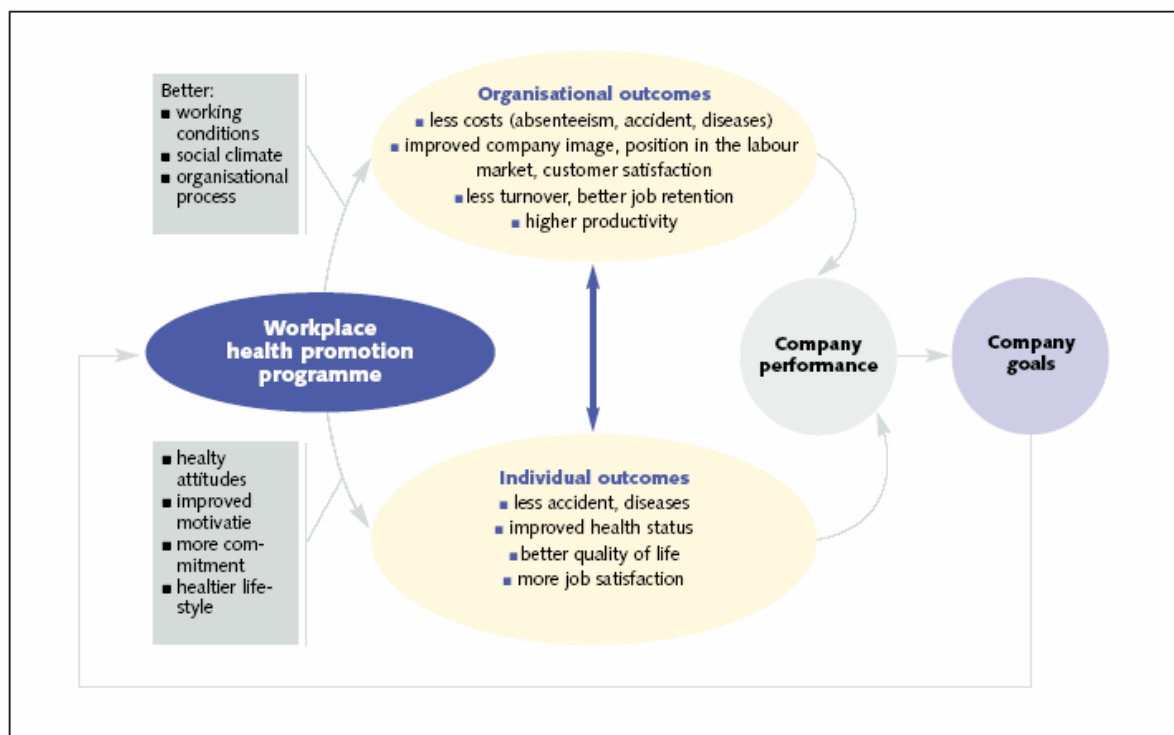 Better:
▪ working
conditions
▪ social climate
▪ organisational
process
Organisational outcomes
▪ less costs (absenteeism, accident, diseases)
▪ improved company image, position in the labour
market, customer satisfaction
▪ less turnover, better job retention
▪ higher productivity
Workplace
health promotion
programme
Company
performance
Company
goals
▪ healty
attitudes
▪ improved
motivatie
▪ more com-
mitment
▪ healtier life-
style
Individual outcomes
▪ less accident, diseases
▪ improved health status
▪ better quality of life
▪ more job satisfaction